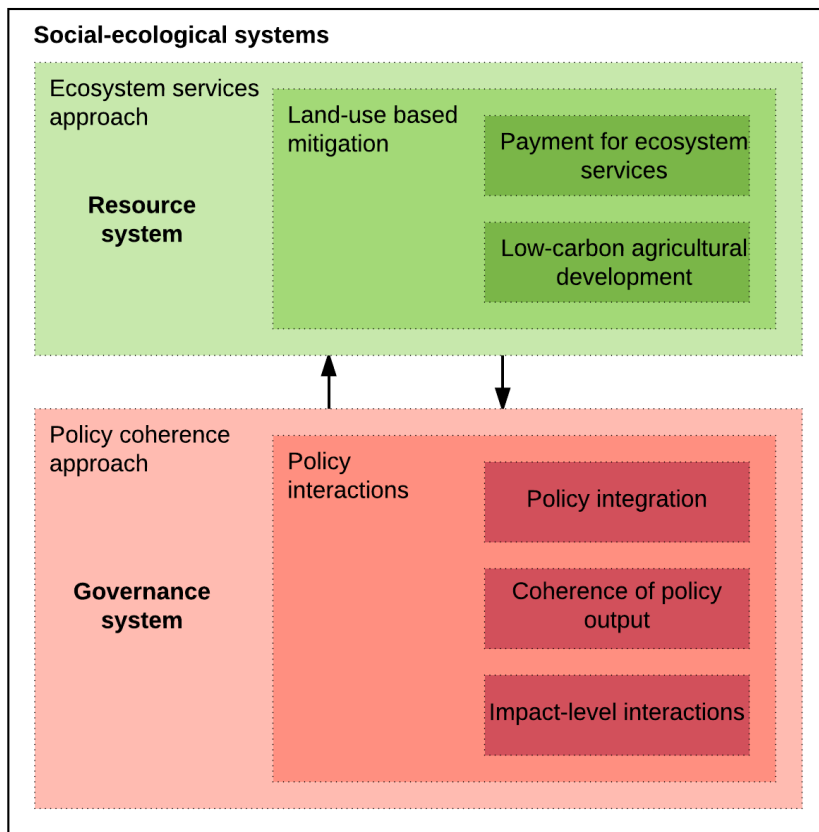 Social-ecological systems
Ecosystem services
approach
Resource
system
Land-use based
mitigation
Payment for ecosystem
services
Low-carbon agricultural
development
Policy coherence
approach
Governance
system
Policy
interactions
Policy integration
Coherence of policy
output
Impact-level interactions